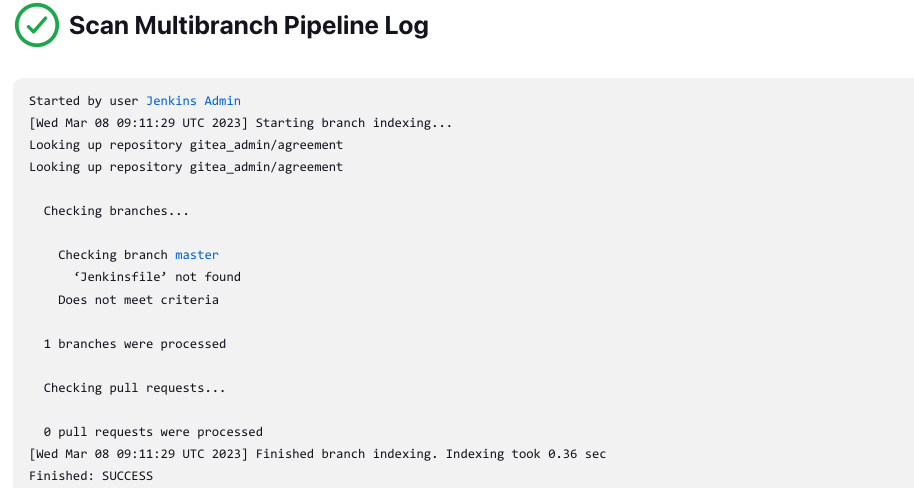 Scan Multibranch Pipeline Log
Started by user Jenkins Admin
[Wed Mar 08 09:11:29 UTC 2023] Starting branch indexing...
Looking up repository gitea_admin/agreement
Looking up repository gitea_admin/agreement
Checking branches...
Checking branch master
‘Jenkinsfile’ not found
Does not meet criteria
1 branches were processed
Checking pull requests...
0 pull requests were processed
[Wed Mar 08 09:11:29 UTC 2023] Finished branch indexing. Indexing took 0.36 sec
Finished: SUCCESS